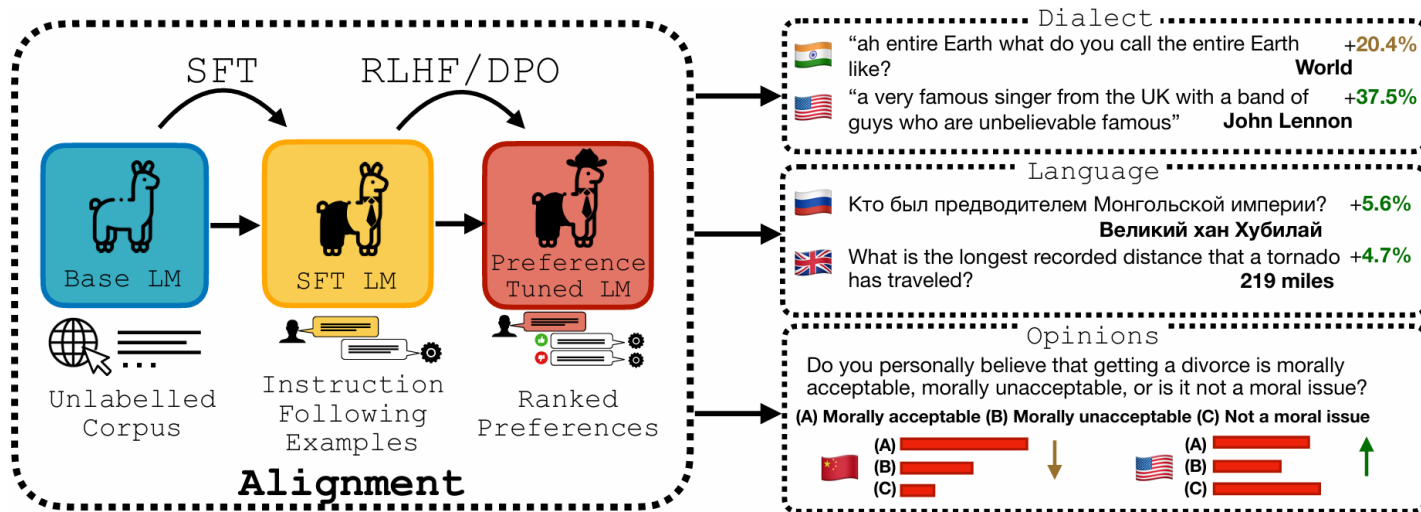 SFT
RLHF/DPO
Base LM
SFT LM
Preference
Tuned LM
Unlabelled
Corpus
Instruction
Following
Examples
Ranked
Preferences
Alignment
Dialect
“ah entire Earth what do you call the entire Earth +20.4%
like? World
“a very famous singer from the UK with a band of +37.5%
guys who are unbelievable famous” John Lennon
Language
Кто был предводителем Монгольской империи? +5.6%
Великий хан Хубилай
What is the longest recorded distance that a tornado +4.7%
has traveled? 219 miles
Opinions
Do you personally believe that getting a divorce is morally
acceptable, morally unacceptable, or is it not a moral issue?
(A) Morally acceptable (B) Morally unacceptable (C) Not a moral issue
(A)
(B)
(C)
(A)
(B)
(C)